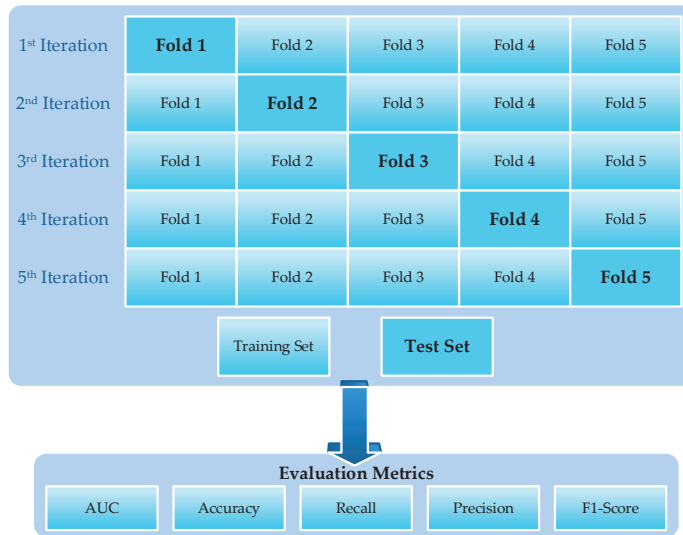 1st Iteration Fold 1 Fold 2 Fold 3 Fold 4 Fold 5
2nd Iteration Fold 1 Fold 2 Fold 3 Fold 4 Fold 5
3rd Iteration Fold 1 Fold 2 Fold 3 Fold 4 Fold 5
4th Iteration Fold 1 Fold 2 Fold 3 Fold 4 Fold 5
5th Iteration Fold 1 Fold 2 Fold 3 Fold 4 Fold 5
Training Set Test Set
Evaluation Metrics
AUC Accuracy Recall Precision F1-Score